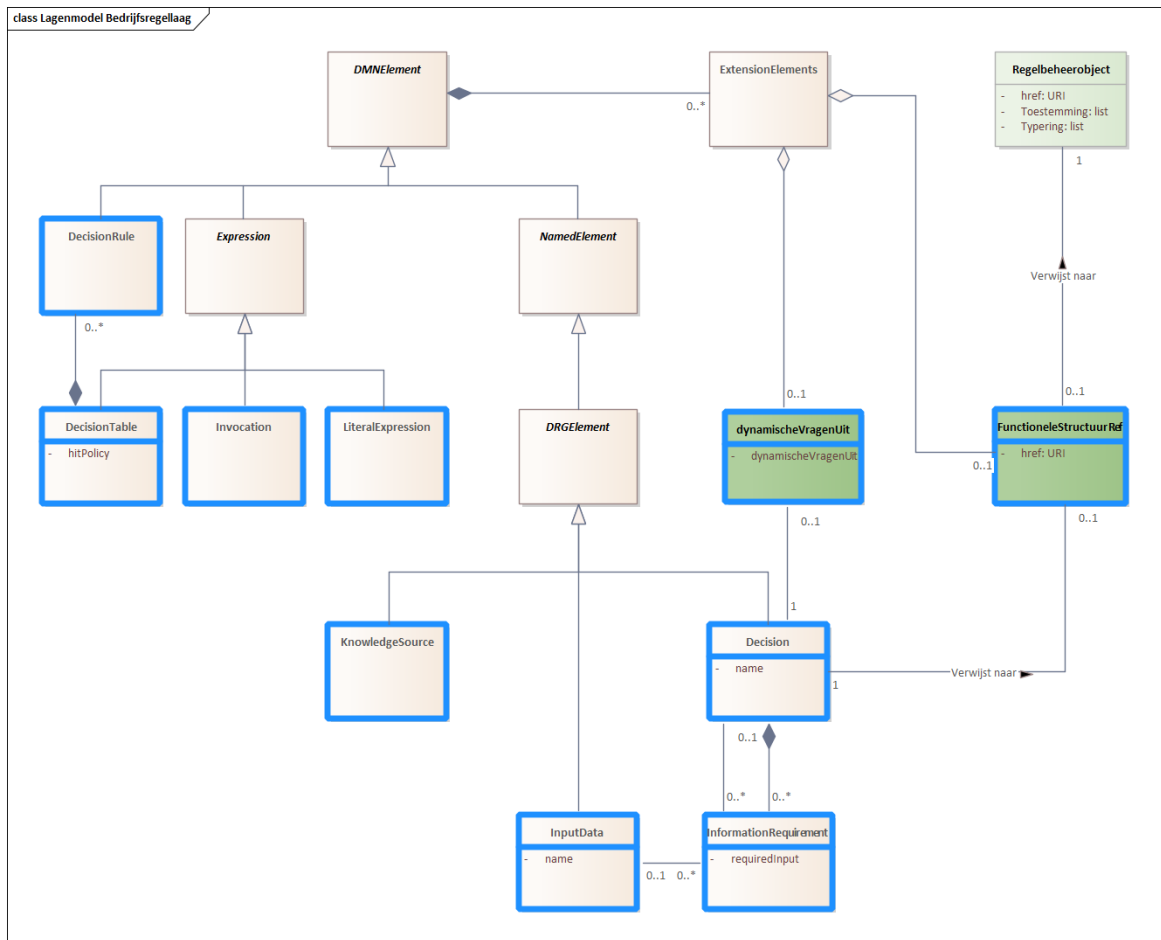 class Lagenmodel Bedrijfsregellaag
DMNElement
ExtensionElements
Regelbeheerobject
- href: URI
- Toestemming: list
- Typering: list
0..*
1
DecisionRule
Expression
NamedElement
Verwijst naar
0..*
0..1
0..1
DecisionTable
- hitPolicy
Invocation
LiteralExpression
DRGElement
dynamischeVragenUit
- dynamischeVragenUit
FunctioneleStructuurRef
- href: URI
0..1
0..1
0..1
1
KnowledgeSource
Decision
- name
1
Verwijst naar
0..1
0..*
0..*
InputData
- name
InformationRequirement
- requiredInput
0..1
0..*